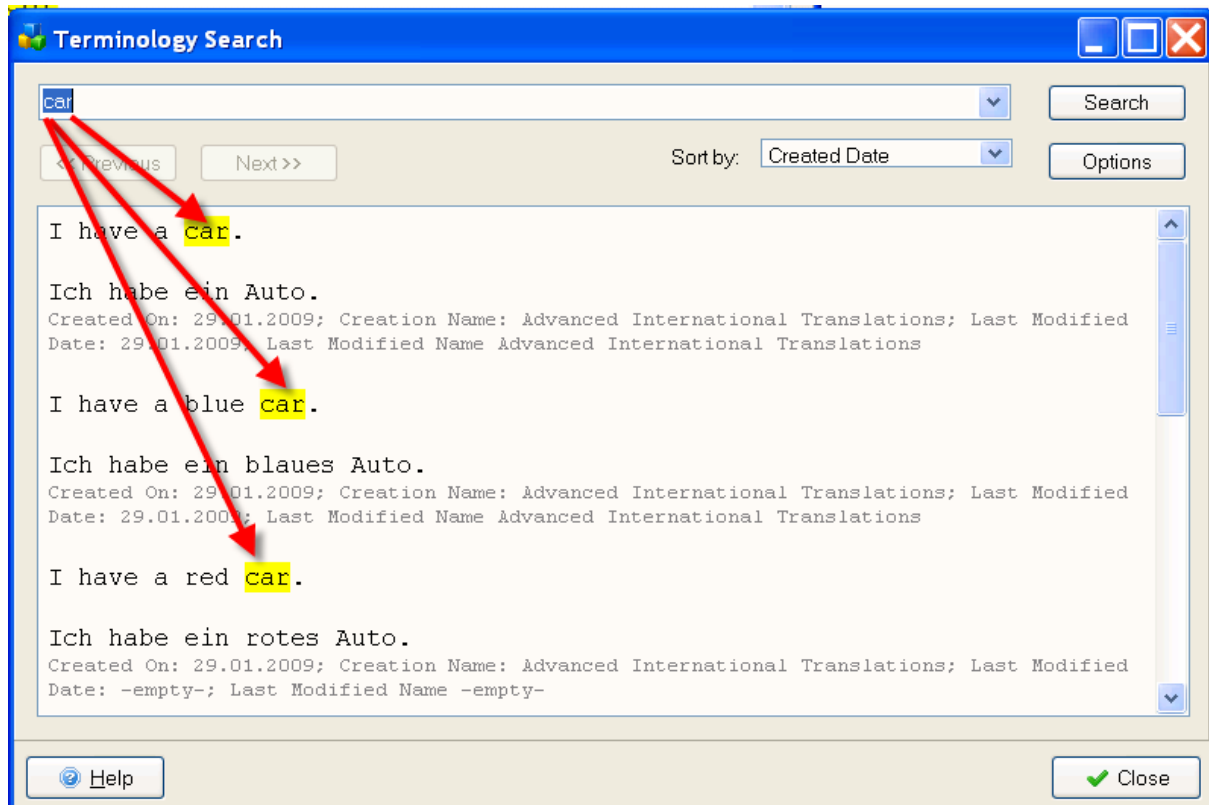 Terminology Search
car
Search
<< Previous
Next >>
Sort by:
Created Date
Options
I have a car.
Ich habe ein Auto.
Created On: 29.01.2009; Creation Name: Advanced International Translations; Last Modified
Date: 29.01.2009; Last Modified Name Advanced International Translations
I have a blue car.
Ich habe ein blaues Auto.
Created On: 29.01.2009; Creation Name: Advanced International Translations; Last Modified
Date: 29.01.2009; Last Modified Name Advanced International Translations
I have a red car.
Ich habe ein rotes Auto.
Created On: 29.01.2009; Creation Name: Advanced International Translations; Last Modified
Date: -empty-; Last Modified Name -empty-
Help
Close